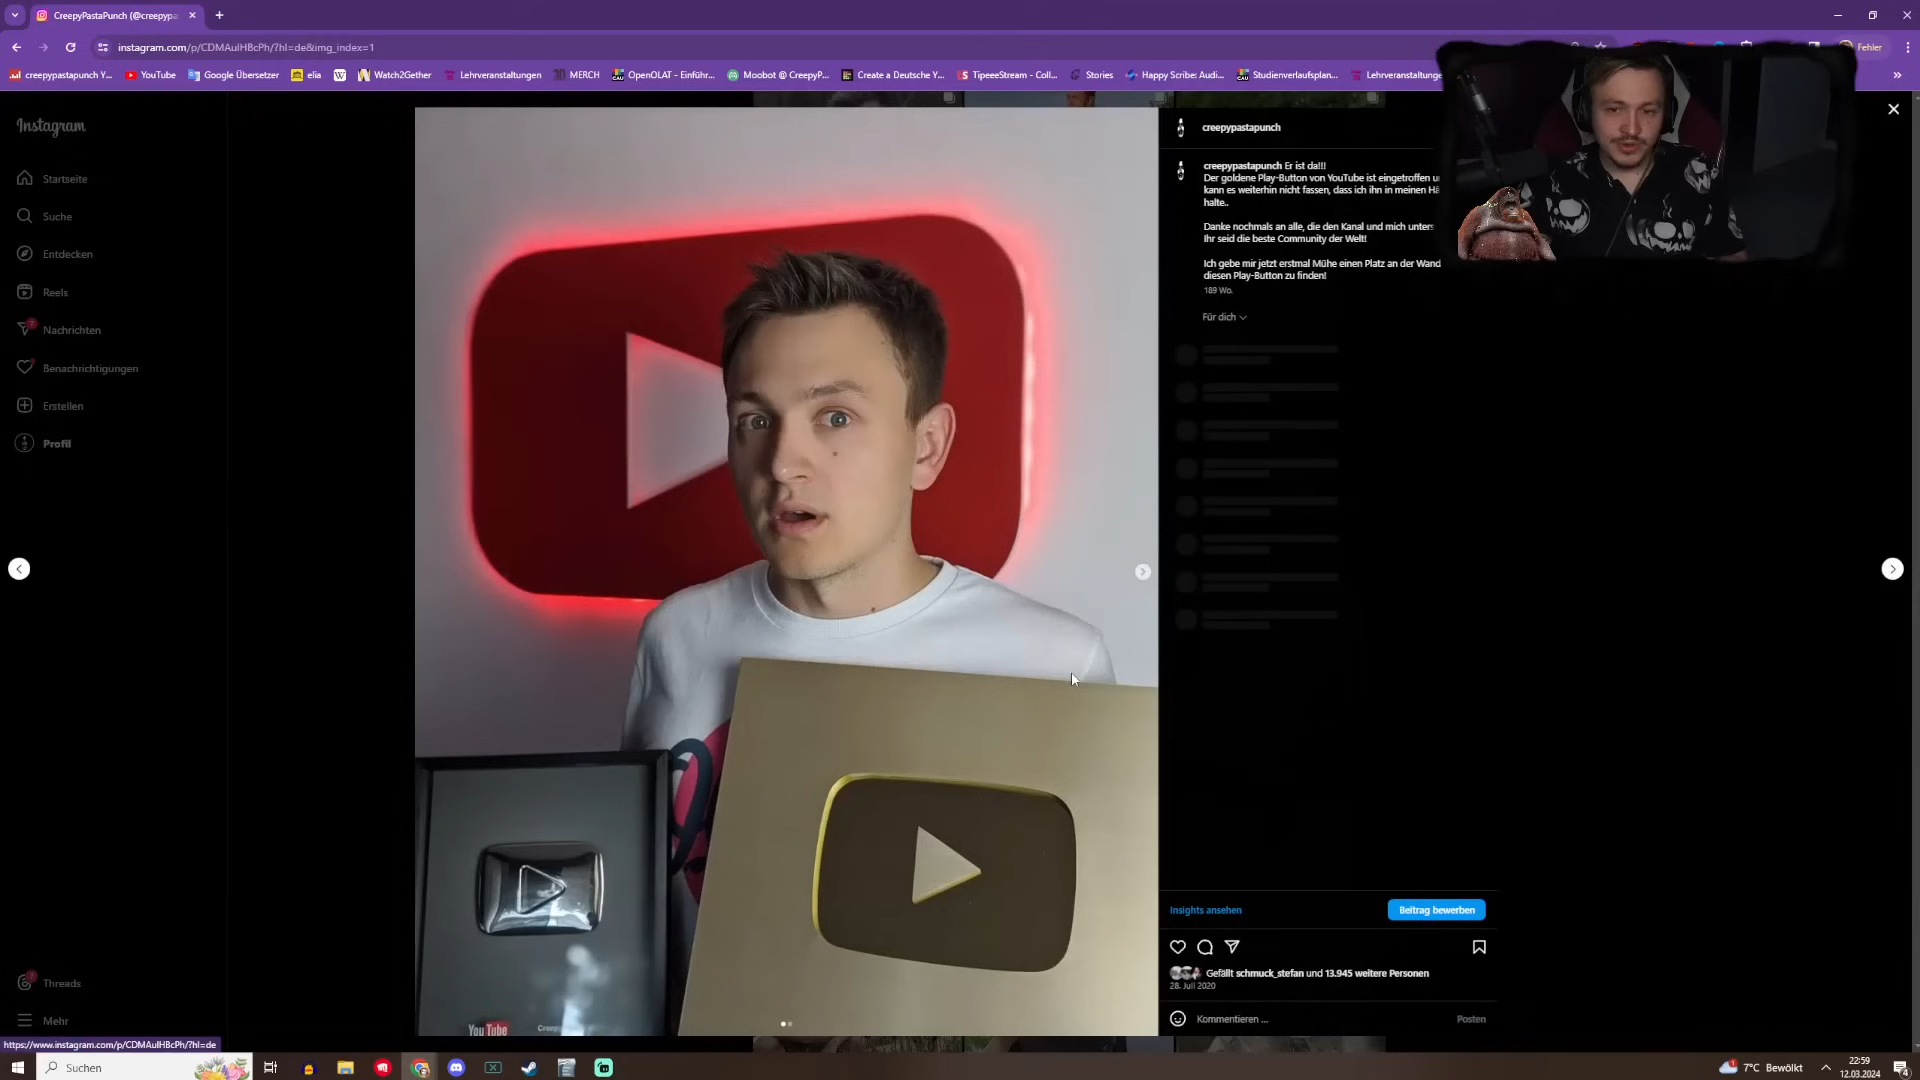 CreepyPastaPunch (@creepypa
instagram.com/p/CDMAulHBcPh/?hl=de&img_index=1
Fehler
creepypastapunch Y...
YouTube
Google Übersetzer
elia
Watch2Gether
Lehrveranstaltungen
MERCH
OpenOLAT - Einführ...
Moobot @ CreepyP...
Create a Deutsche Y...
TipeeeStream - Coll...
Stories
Happy Scribe: Audi...
Studienverlaufsplan...
Lehrveranstaltunge
Instagram
Startseite
Suche
Entdecken
Reels
7
Nachrichten
Benachrichtigungen
Erstellen
Profil
7
Threads
Mehr
creepypastapunch
creepypastapunch Er ist da!!!
Der goldene Play-Button von YouTube ist eingetroffen
kann es weiterhin nicht fassen, dass ich ihn in meinen
halte..
Danke nochmals an alle, die den Kanal und mich unters
Ihr seid die beste Community der Welt!
Ich gebe mir jetzt erstmal Mühe einen Platz an der Wand
diesen Play-Button zu finden!
189 Wo.
Für dich
YouTube
Creep
Insights ansehen
Beitrag bewerben
Gefällt schmuck_stefan und 13.945 weitere Personen
28. Juli 2020
Kommentieren ...
Posten
https://www.instagram.com/p/CDMAulHBcPh/?hl=de
Suchen
7°C Bewölkt
22:59
12.03.2024
4